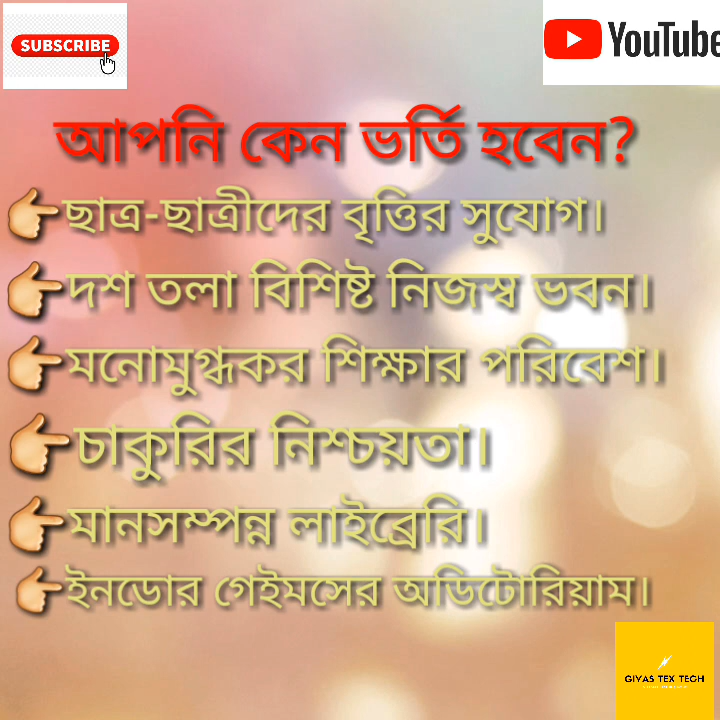 SUBSCRIBE
YouTube
আপনি কেন ভর্তি হবেন?
ছাত্র-ছাত্রীদের বৃত্তির সুযোগ।
দশ তলা বিশিষ্ট নিজস্ব ভবন।
মনোমুগ্ধকর শিক্ষার পরিবেশ।
চাকুরির নিশ্চয়তা।
মানসম্পন্ন লাইব্রেরি।
ইনডোর গেইমসের অডিটোরিয়াম।
GIYAS TEX TECH